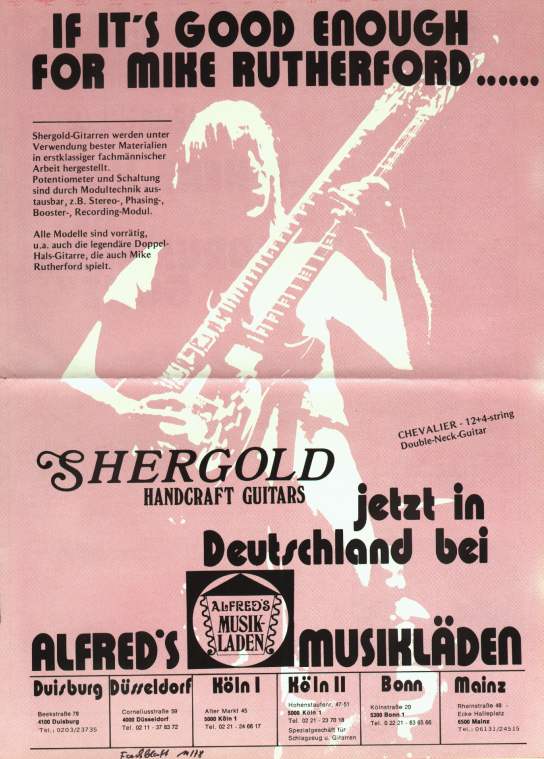 IF IT'S GOOD ENOUGH
FOR MIKE RUTHERFORD......
Shergold-Gitarren werden unter
Verwendung bester Materialien
in erstklassiger fachmännischer
Arbeit hergestellt.
Potentiometer und Schaltung
sind durch Modultechnik aus-
tausbar, z.B. Stereo-, Phasing-,
Booster-, Recording-Modul.
Alle Modelle sind vorrätig,
u.a. auch die legendäre Doppel-
Hals-Gitarre, die auch Mike
Rutherford spielt.
CHEVALIER - 12+4-string
Double-Neck-Guitar
SHERGOLD
HANDCRAFT GUITARS
jetzt in
Deutschland bei
ALFRED'S
MUSIK-
LADEN
ALFRED'S MUSIKLÄDEN
Duisburg
Beekstraße 78
4100 Duisburg
Tel.: 0203/23735
Düsseldorf
Corneliusstraße 59
4000 Düsseldorf
Tel. 02 11 - 37 63 72
Köln I
Alter Markt 45
5000 Köln 1
Tel. 02 21 - 24 66 17
Köln II
Hohenstaufenr. 47-51
5000 Köln 1
Tel. 02 21 - 23 70 18
Spezialgeschäft für
Schlagzeug u. Gitarren
Bonn
Kölnstraße 20
5300 Bonn 1
Tel. 0 22 21 - 63 65 66
Mainz
Rheinstraße 48 -
Ecke Holleplatz
6500 Mainz
Tel.: 06131/24515
Fachblatt 11/78